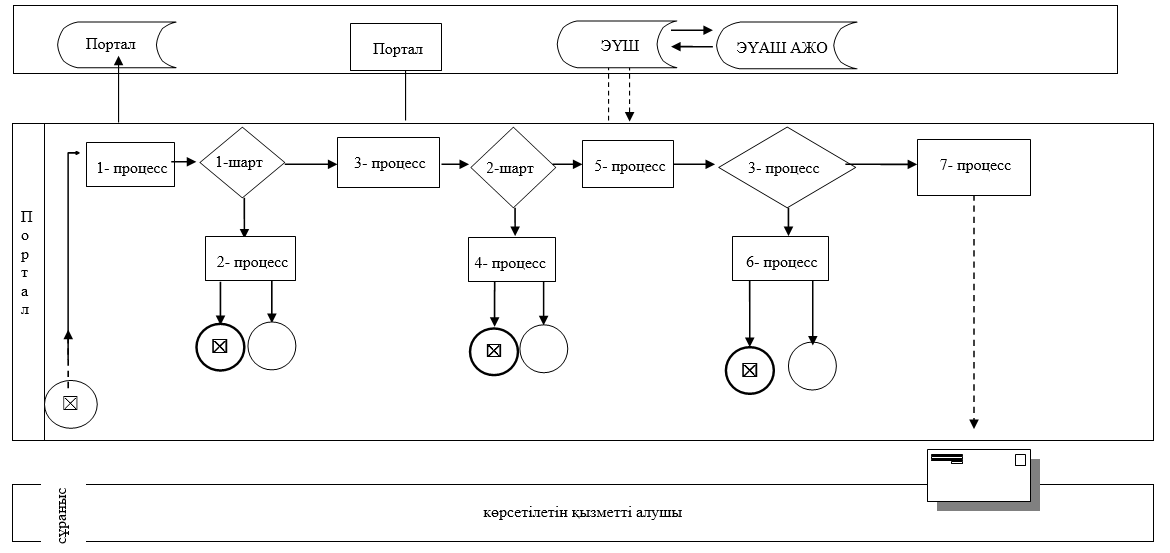 Портал
Портал
ЭҮШ
ЭҮАШ АЖО
Портал
1- процесс
1-шарт
3- процесс
2-шарт
5- процесс
3- процесс
7- процесс
2- процесс
4- процесс
6- процесс
сұраныс
көрсетілетін қызметті алушы